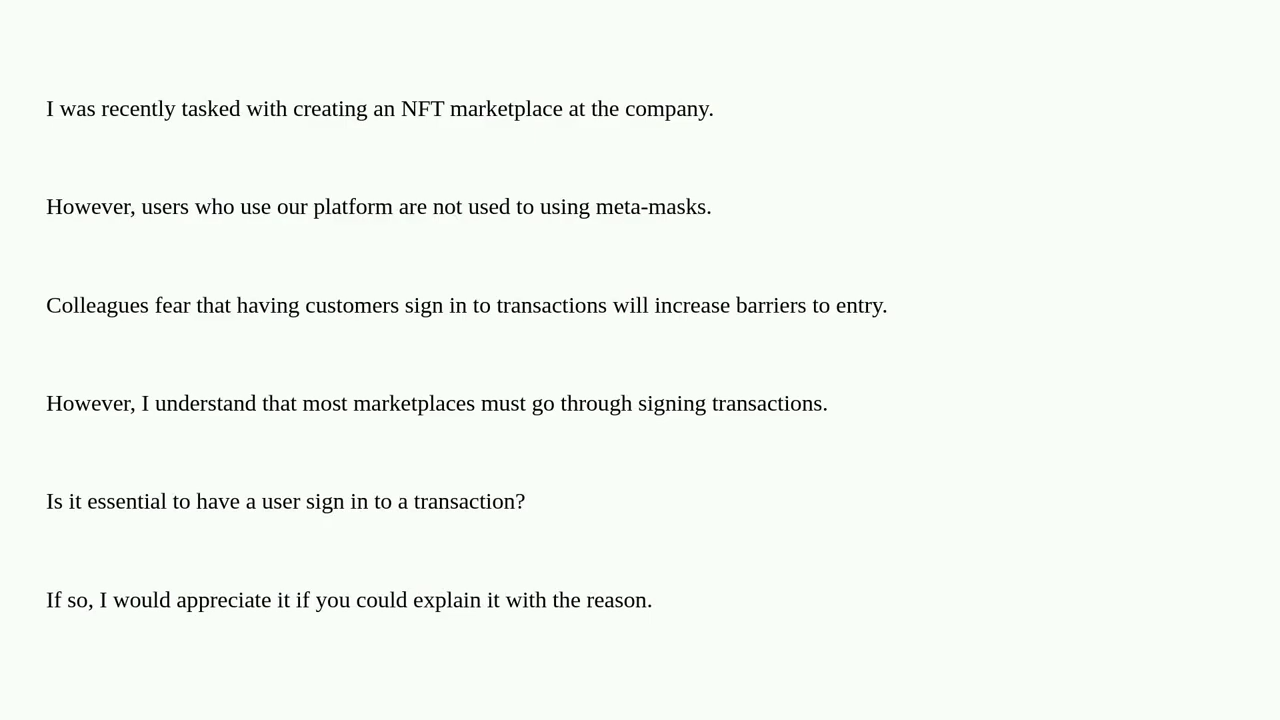 I was recently tasked with creating an NFT marketplace at the company.
However, users who use our platform are not used to using meta-masks.
Colleagues fear that having customers sign in to transactions will increase barriers to entry.
However, I understand that most marketplaces must go through signing transactions.
Is it essential to have a user sign in to a transaction?
If so, I would appreciate it if you could explain it with the reason.